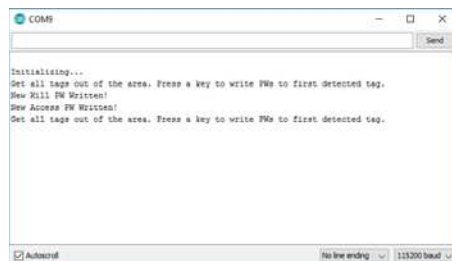 COM9
Send
Initializing...
Get all tags out of the area. Press a key to write PWs to first detected tag.
New Kill PW Written!
New Access PW Written!
Get all tags out of the area. Press a key to write PWs to first detected tag.
Autoscroll
No line ending
115200 baud